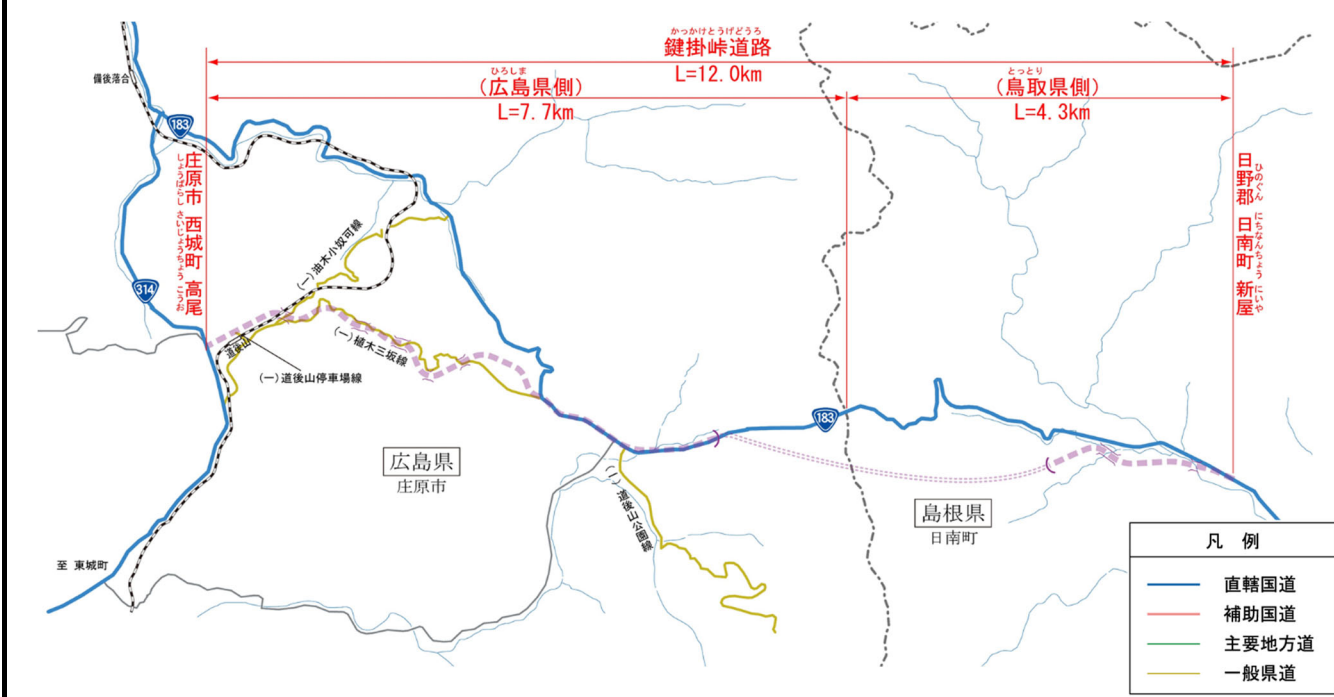 かっかけとうげどうろ
鍵掛峠道路
L=12.0km
ひろしま
(広島県側)
L=7.7km
とっとり
(鳥取県側)
L=4.3km
備後落合
183
庄原市 西城町 高尾
しょうばらし さいじょうちょう こうお
日野郡 日南町 新屋
ひのぐん にちなんちょう にいや
(一)油木小奴可線
314
(一)植木三坂線
道後山
(一)道後山停車場線
183
広島県
庄原市
(一)道後山公園線
島根県
日南町
至 東城町
凡 例
直轄国道
補助国道
主要地方道
一般県道